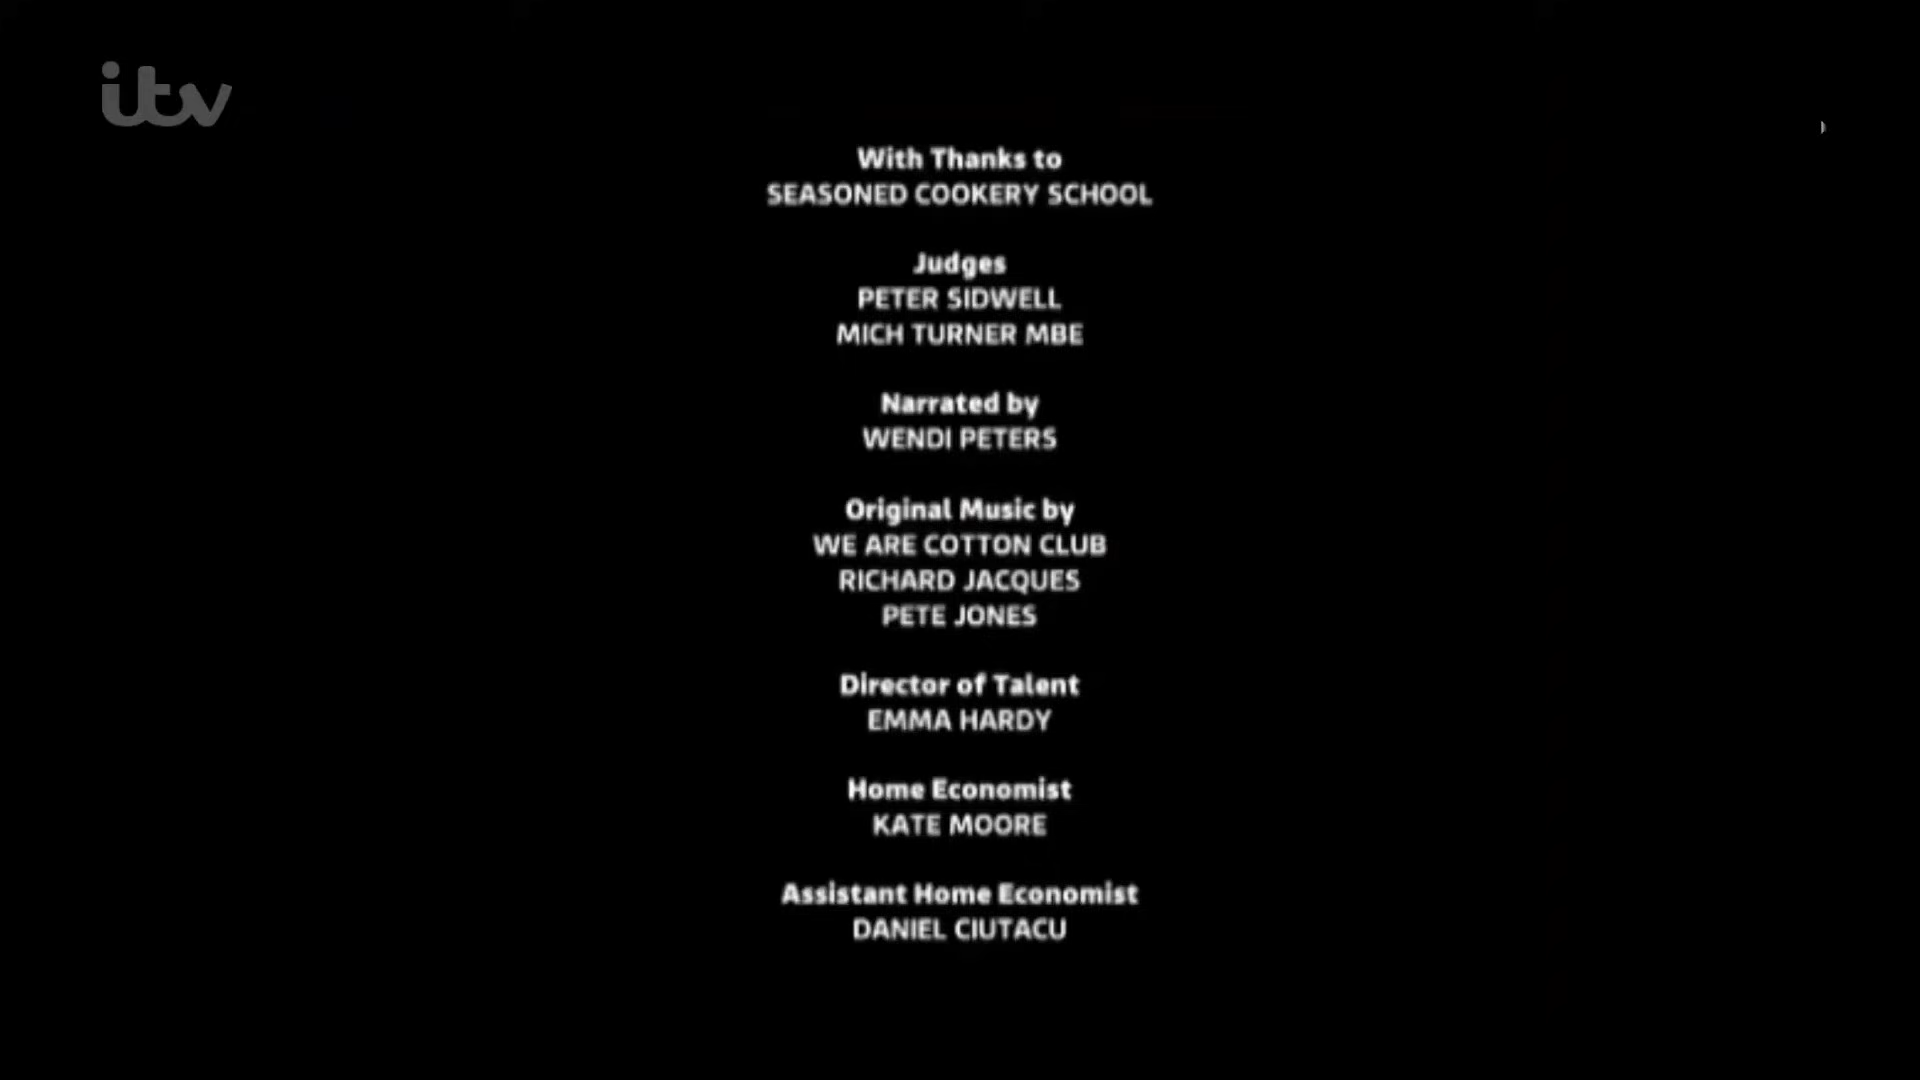 itv
With Thanks to
SEASONED COOKERY SCHOOL
Judges
PETER SIDWELL
MICH TURNER MBE
Narrated by
WENDI PETERS
Original Music by
WE ARE COTTON CLUB
RICHARD JACQUES
PETE JONES
Director of Talent
EMMA HARDY
Home Economist
KATE MOORE
Assistant Home Economist
DANIEL CIUTACU